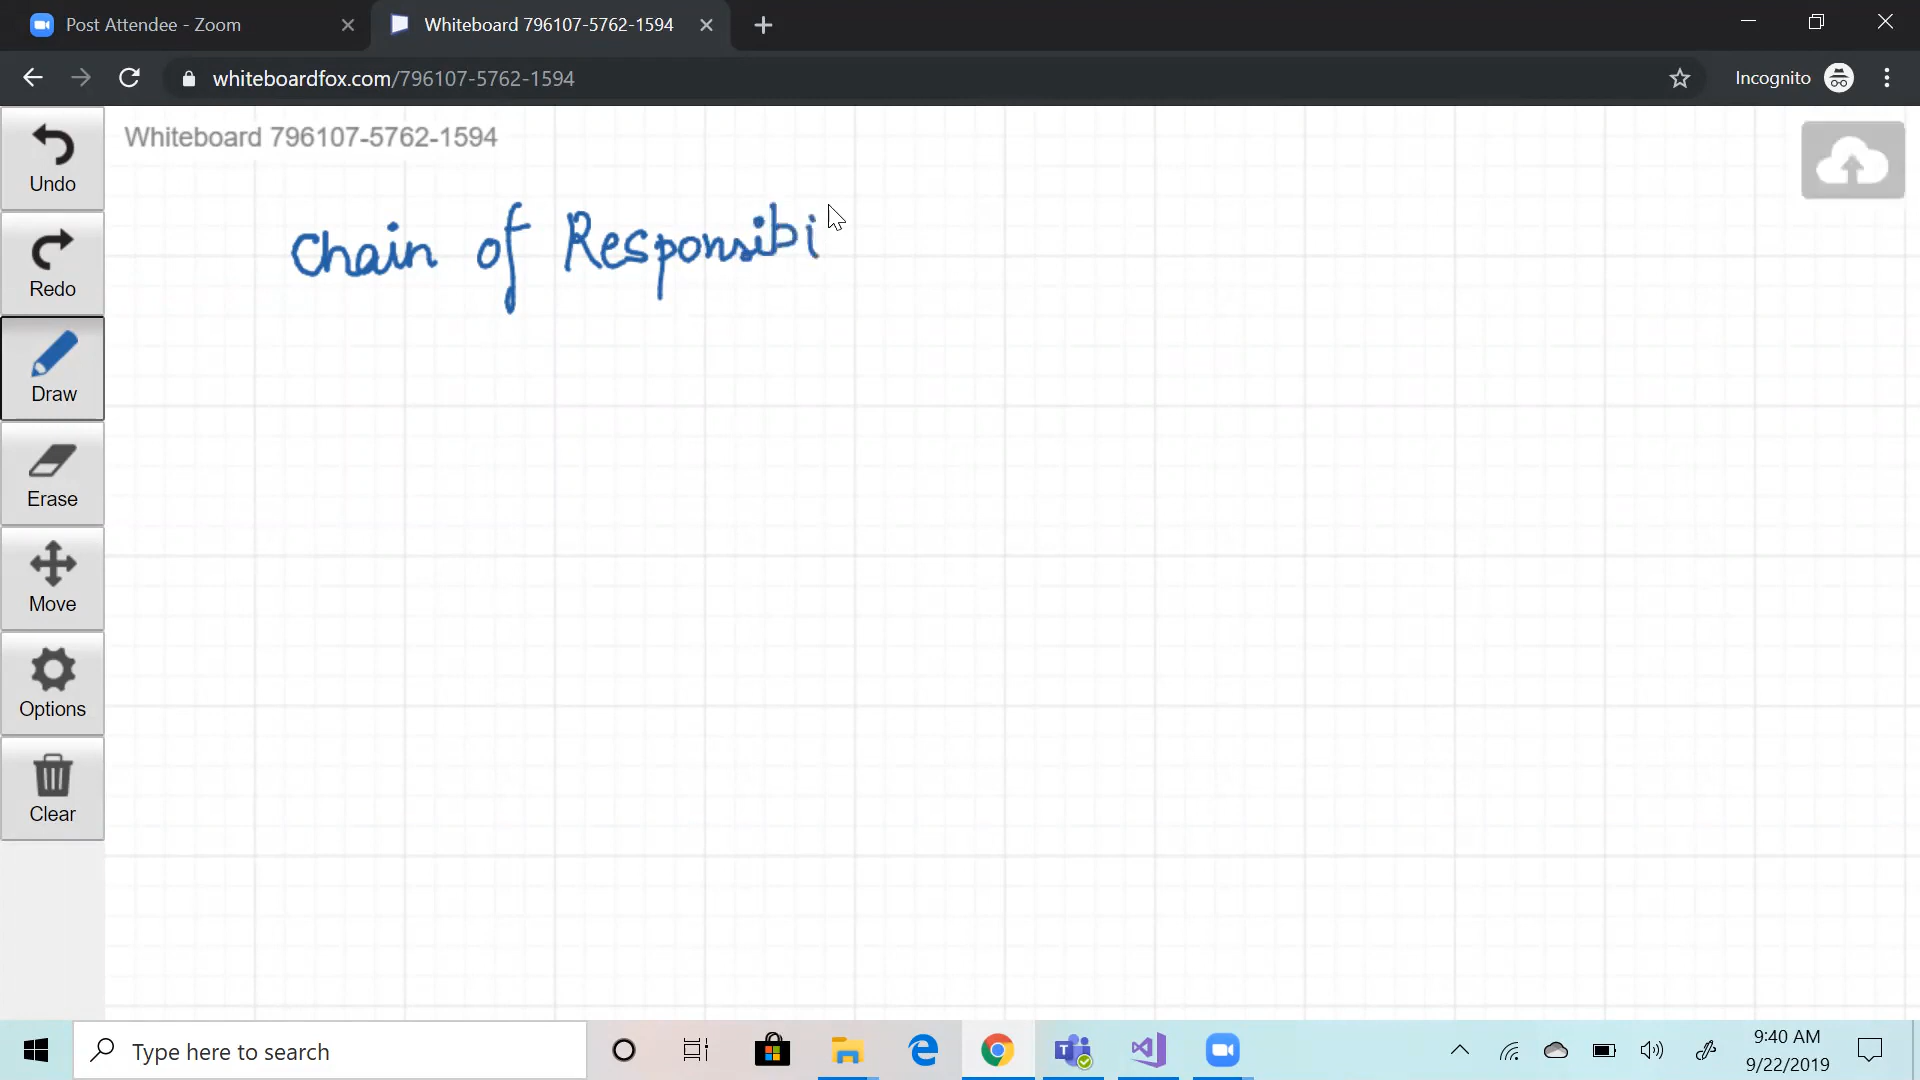 Post Attendee - Zoom
Whiteboard 796107-5762-1594
whiteboardfox.com/796107-5762-1594
Incognito
Undo
Redo
Draw
Erase
Move
Options
Clear
Whiteboard 796107-5762-1594
Chain of Responsibi
Type here to search
9:40 AM
9/22/2019